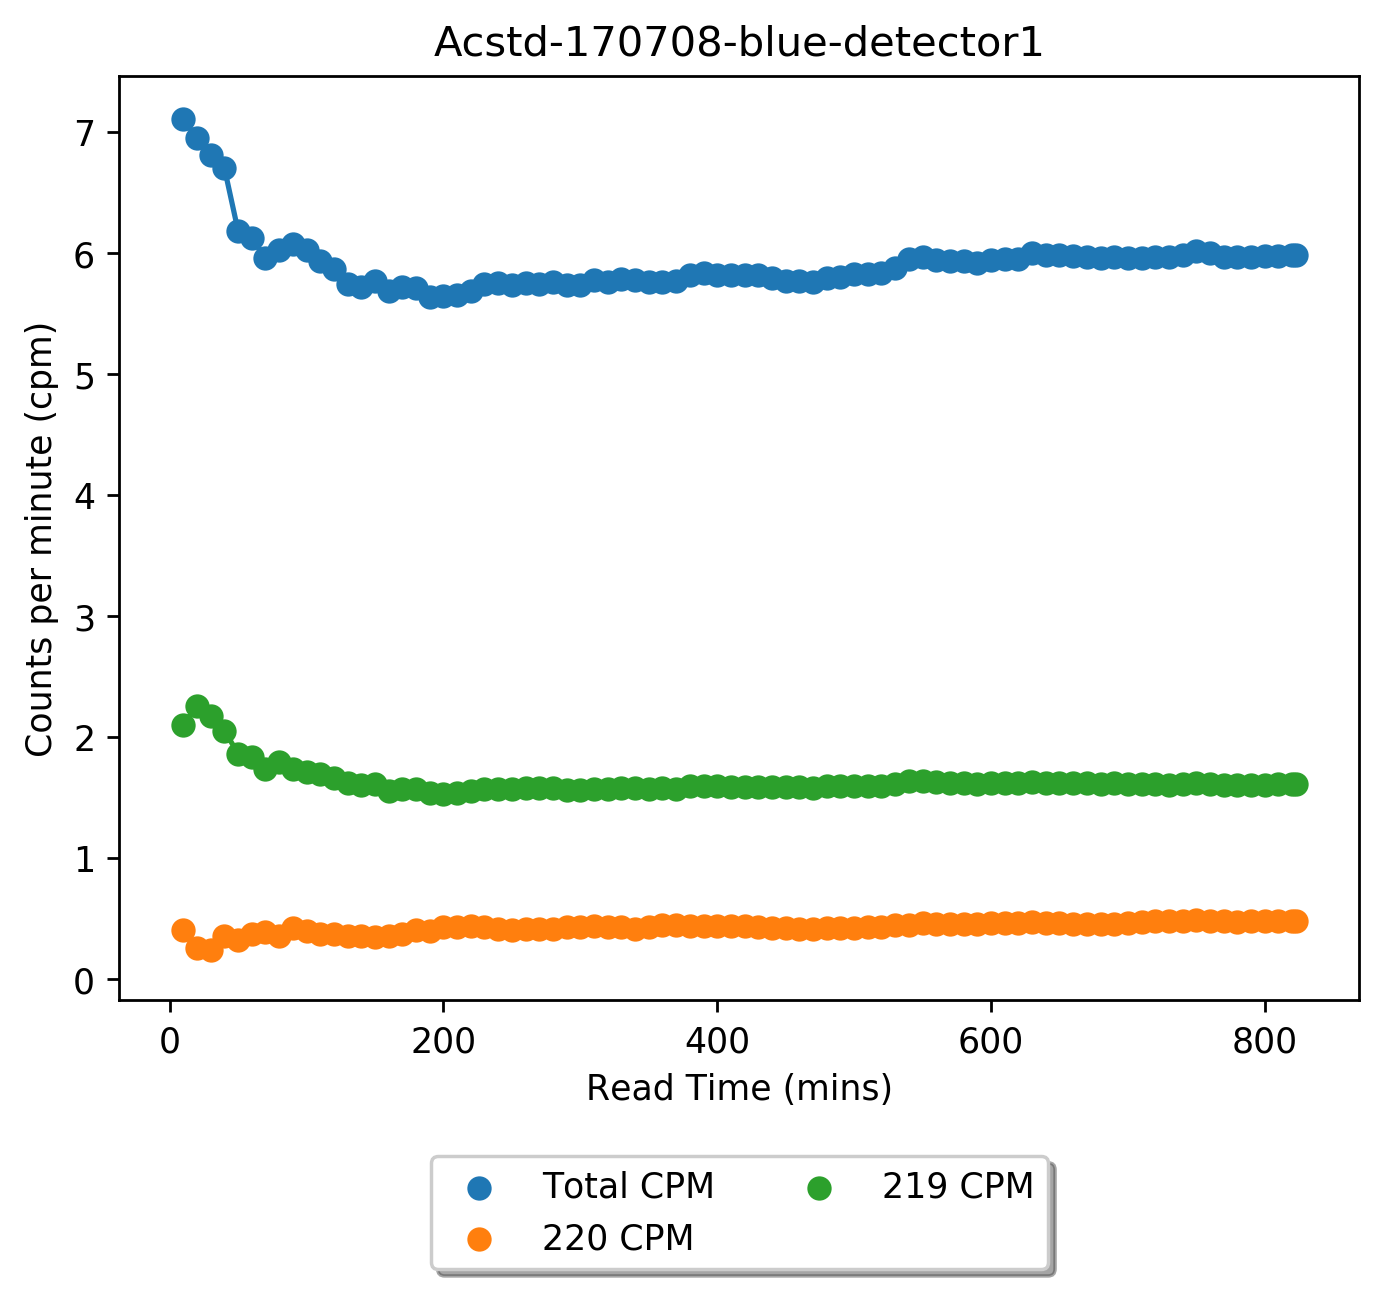 Acstd-170708-blue-detector1
Counts per minute (cpm)
7
6
5
4
3
2
1
0
0 200 400 600 800
Read Time (mins)
Total CPM 219 CPM
220 CPM